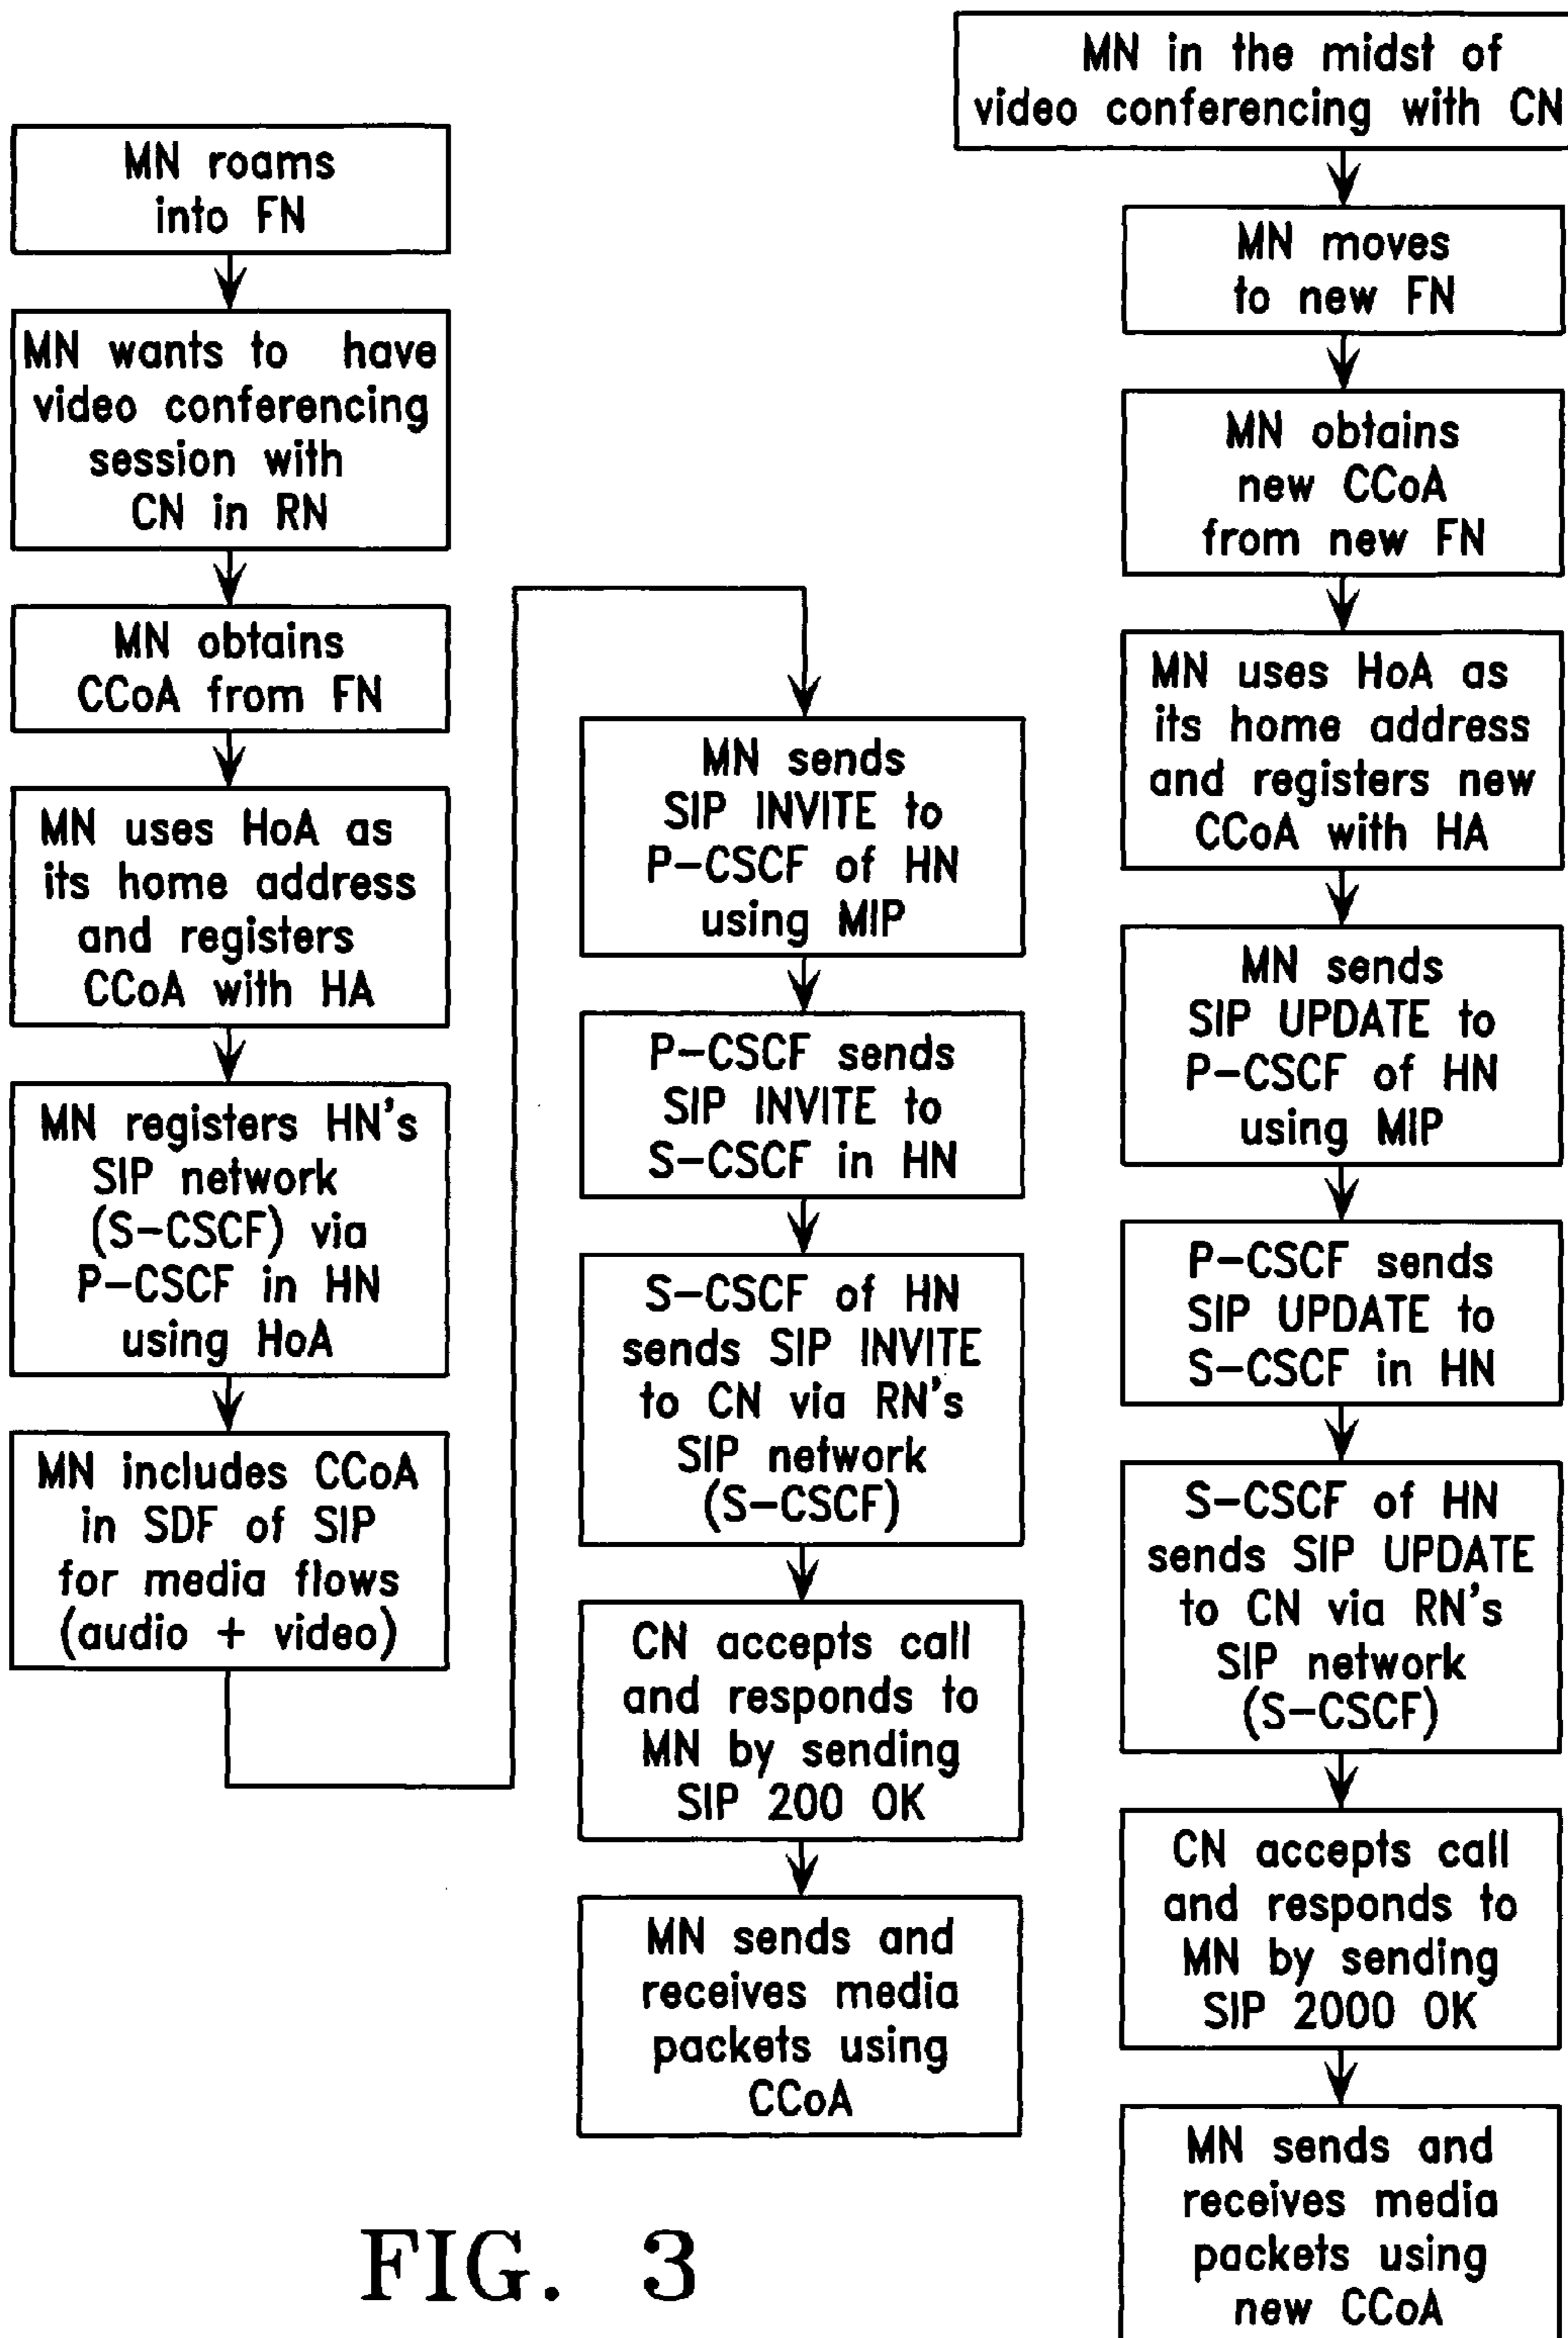 MN roams
into FN
MN wants to have
video conferencing
session with
CN in RN
MN obtains
CCoA from FN
MN uses HoA as
its home address
and registers
CCoA with HA
MN registers HN's
SIP network
(S-CSCF) via
P-CSCF in HN
using HoA
MN includes CCoA
in SDF of SIP
for media flows
(audio + video)
MN sends
SIP INVITE to
P-CSCF of HN
using MIP
P-CSCF sends
SIP INVITE to
S-CSCF in HN
S-CSCF of HN
sends SIP INVITE
to CN via RN's
SIP network
(S-CSCF)
CN accepts call
and responds to
MN by sending
SIP 200 OK
MN sends and
receives media
packets using
CCoA
MN in the midst of
video conferencing with CN
MN moves
to new FN
MN obtains
new CCoA
from new FN
MN uses HoA as
its home address
and registers new
CCoA with HA
MN sends
SIP UPDATE to
P-CSCF of HN
using MIP
P-CSCF sends
SIP UPDATE to
S-CSCF in HN
S-CSCF of HN
sends SIP UPDATE
to CN via RN's
SIP network
(S-CSCF)
CN accepts call
and responds to
MN by sending
SIP 2000 OK
MN sends and
receives media
packets using
new CCoA
FIG. 3